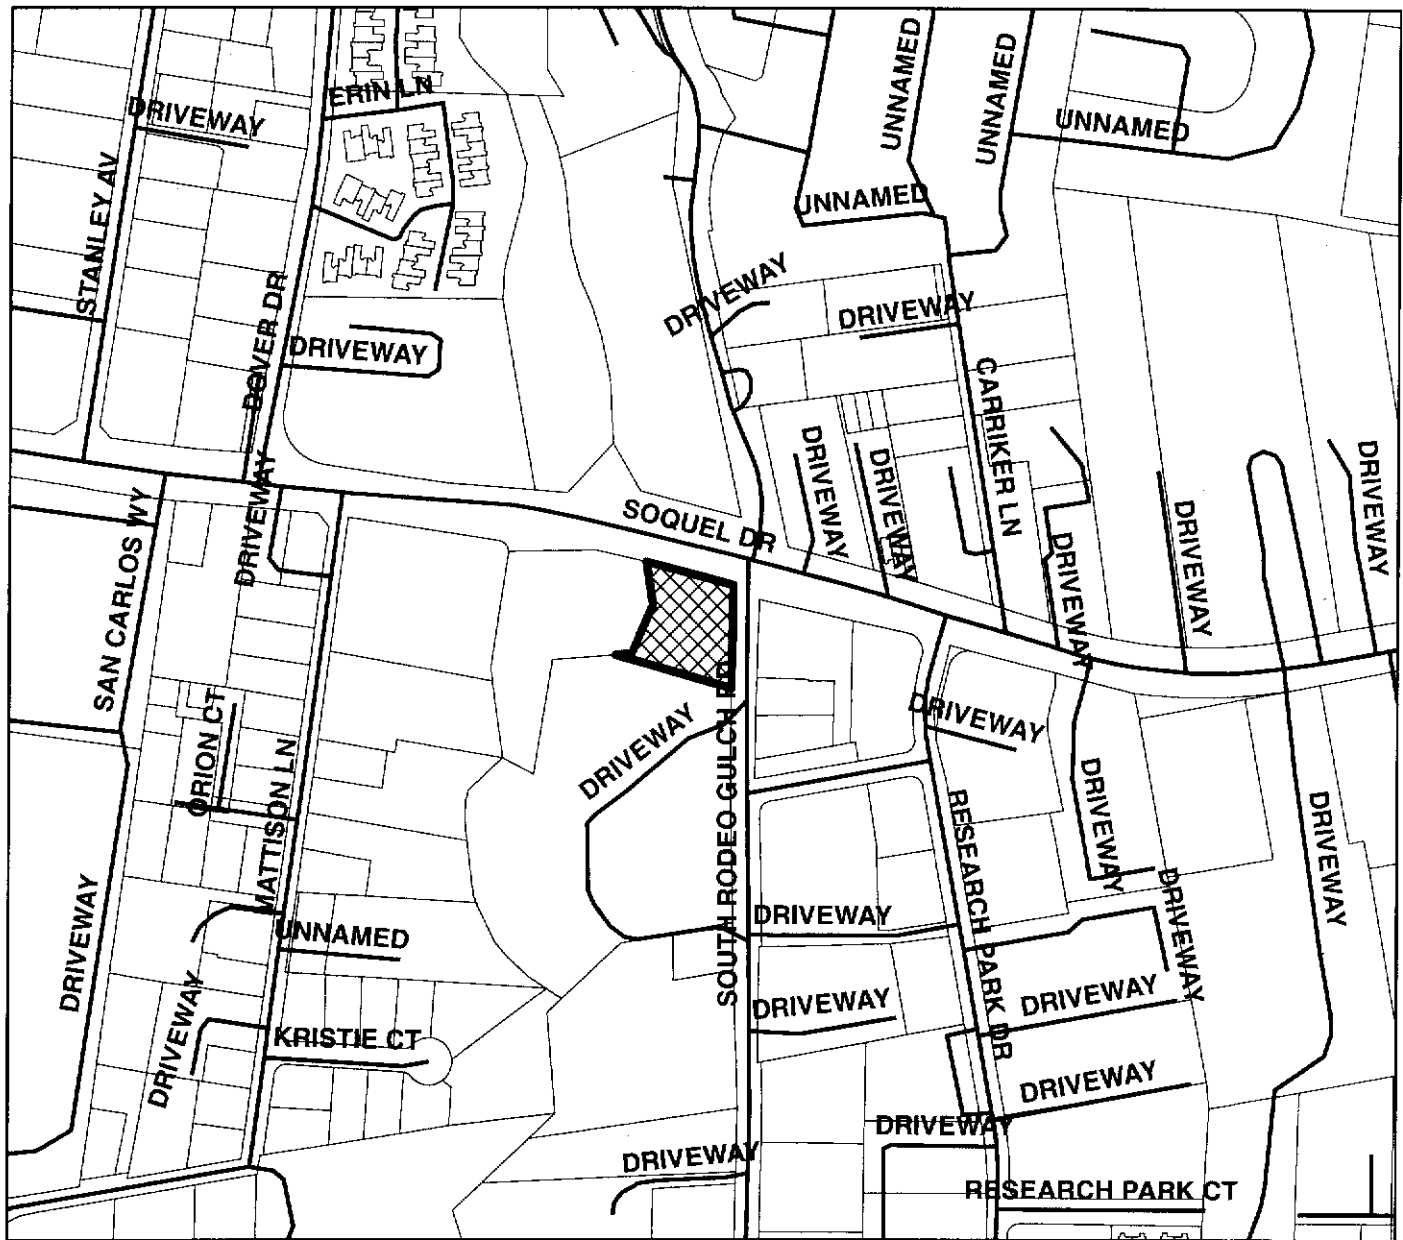 UNNAMED
UNNAMED
ERIN LN
DRIVEWAY
UNNAMED
STANLEY AV
UNNAMED
DOVER DR
DRIVEWAY
DRIVEWAY
DRIVEWAY
CARRIKER LN
DRIVEWAY
DRIVEWAY
DRIVEWAY
DRIVEWAY
SAN CARLOS WY
SOQUEL DR
DRIVEWAY
DRIVEWAY
DRIVEWAY
ORION CT
MATTISON LN
DRIVEWAY
SOUTH RODEO GULCH RD
DRIVEWAY
RESEARCH PARK DR
DRIVEWAY
DRIVEWAY
DRIVEWAY
DRIVEWAY
UNNAMED
DRIVEWAY
DRIVEWAY
DRIVEWAY
DRIVEWAY
KRISTIE CT
DRIVEWAY
DRIVEWAY
DRIVEWAY
RESEARCH PARK CT